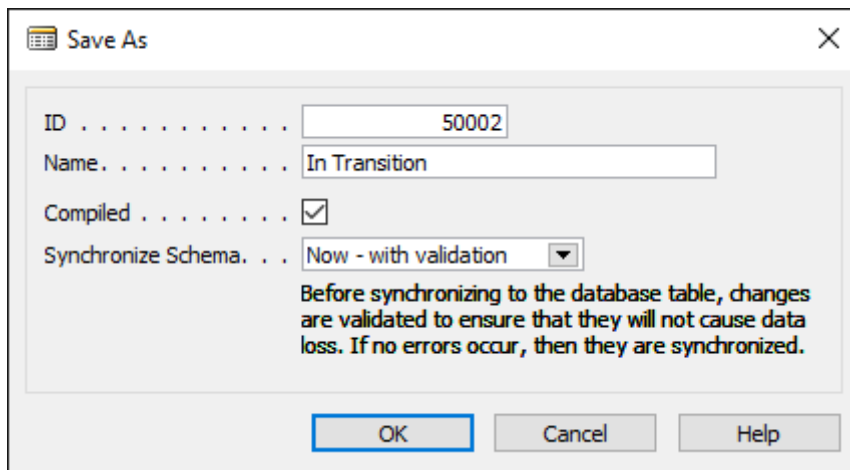 Save As
ID . . . . . . . . . . . 50002
Name. . . . . . . . . . In Transition
Compiled . . . . . . . .
Synchronize Schema. . . Now - with validation
Before synchronizing to the database table, changes
are validated to ensure that they will not cause data
loss. If no errors occur, then they are synchronized.
OK Cancel Help